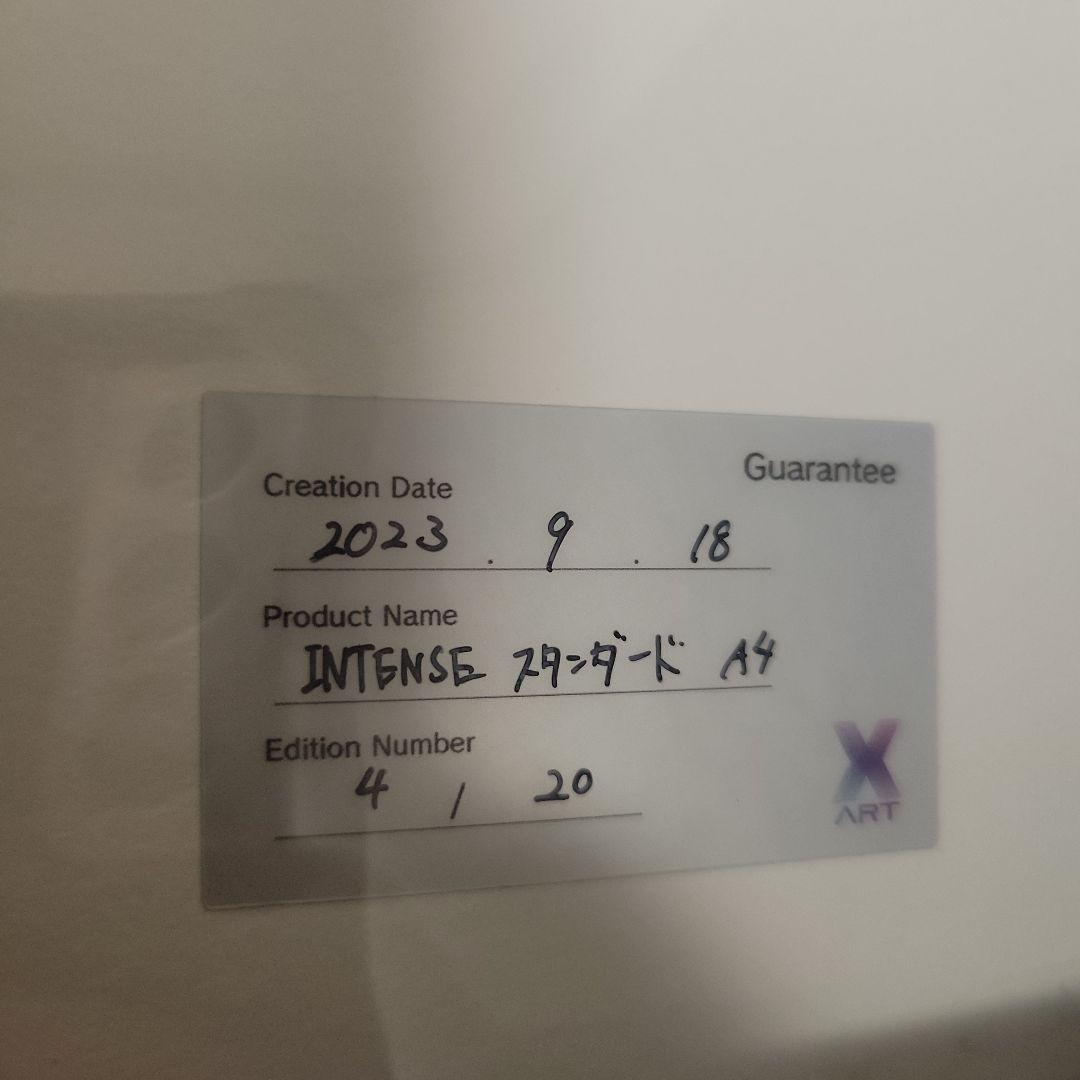 Guarantee
Creation Date
2023 . 9 . 18
Product Name
INTENSE スタンダード A4
Edition Number
4 / 20
X
ART